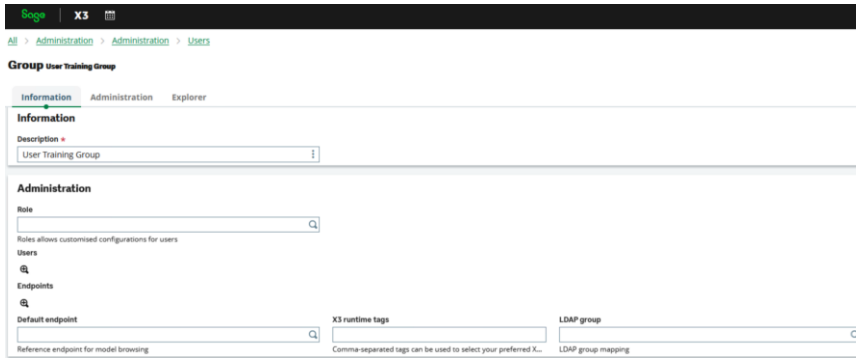 Sage X3
All > Administration > Administration > Users
Group User Training Group
Information Administration Explorer
Information
Description *
User Training Group
Administration
Role
Roles allows customised configurations for users
Users
Endpoints
Default endpoint X3 runtime tags LDAP group
Reference endpoint for model browsing Comma-separated tags can be used to select your preferred X... LDAP group mapping